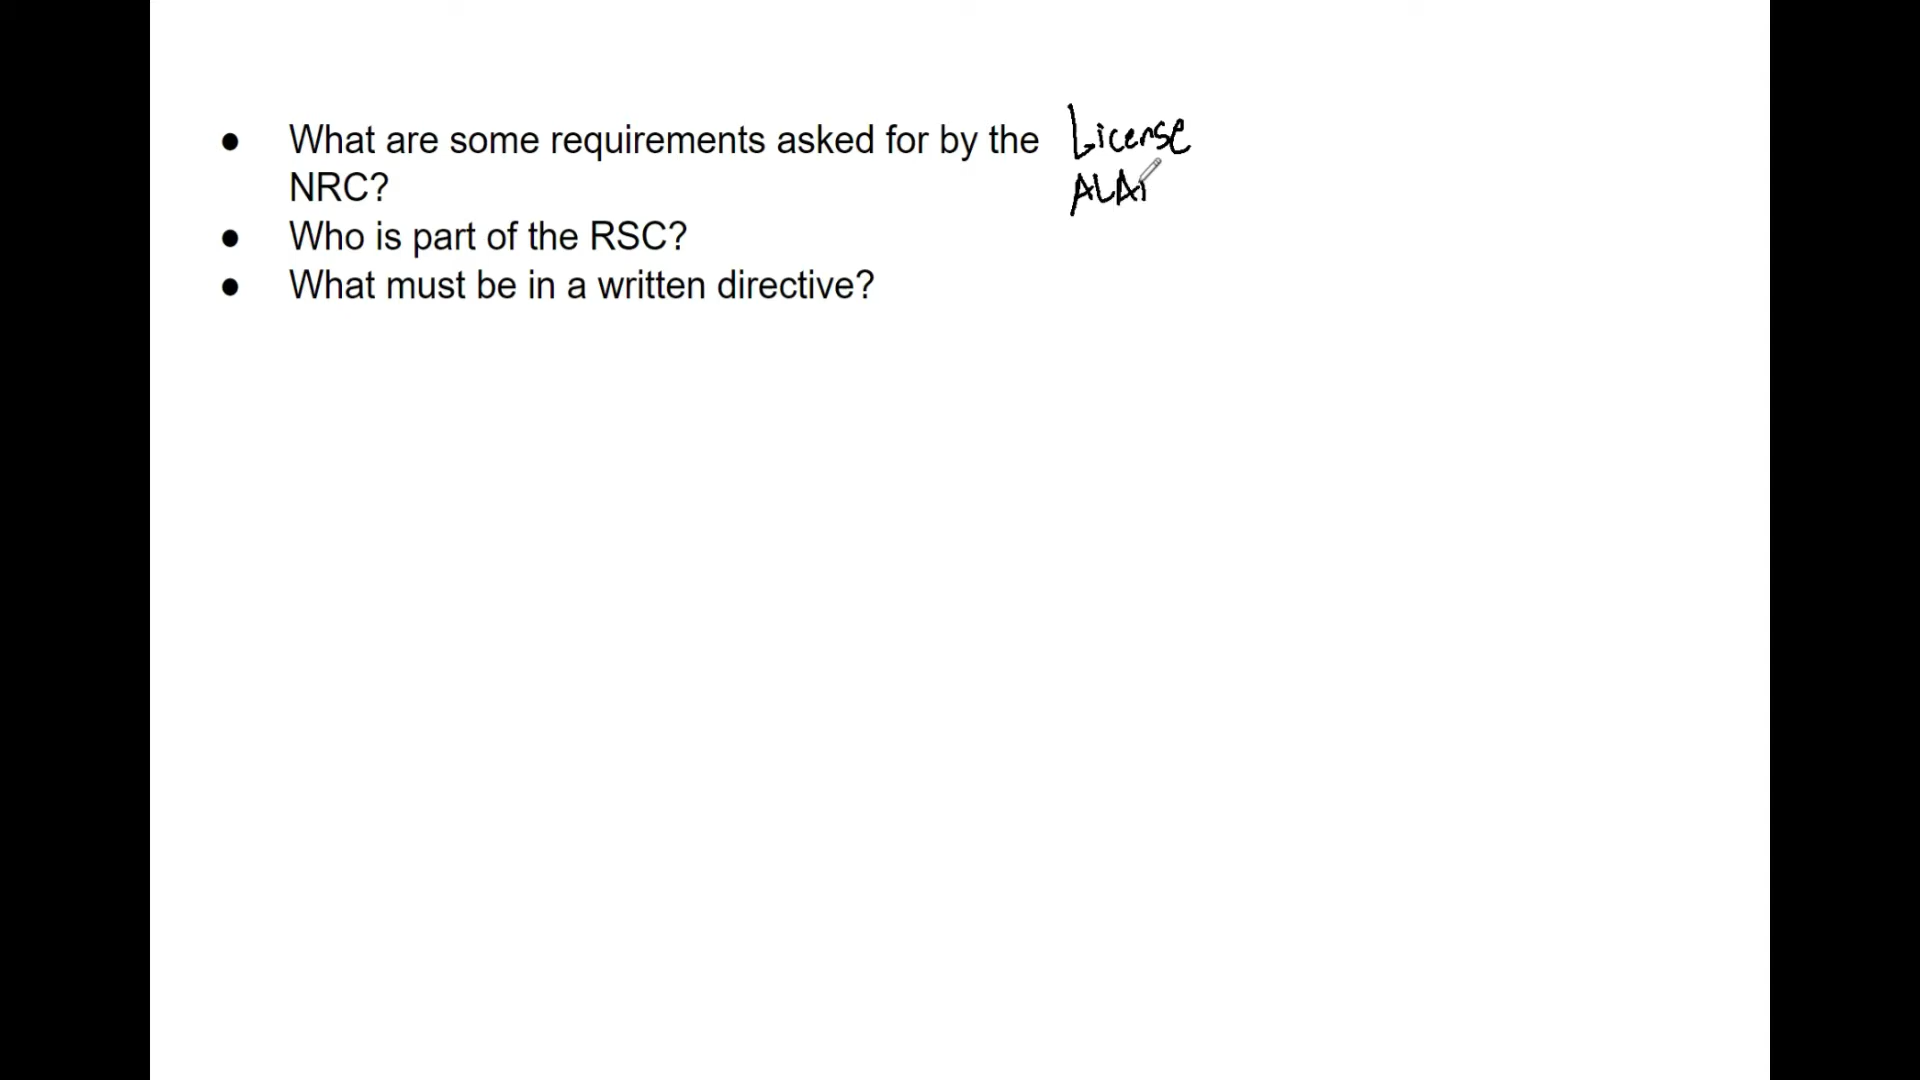 ● What are some requirements asked for by the License
NRC? ALAr
● Who is part of the RSC?
● What must be in a written directive?